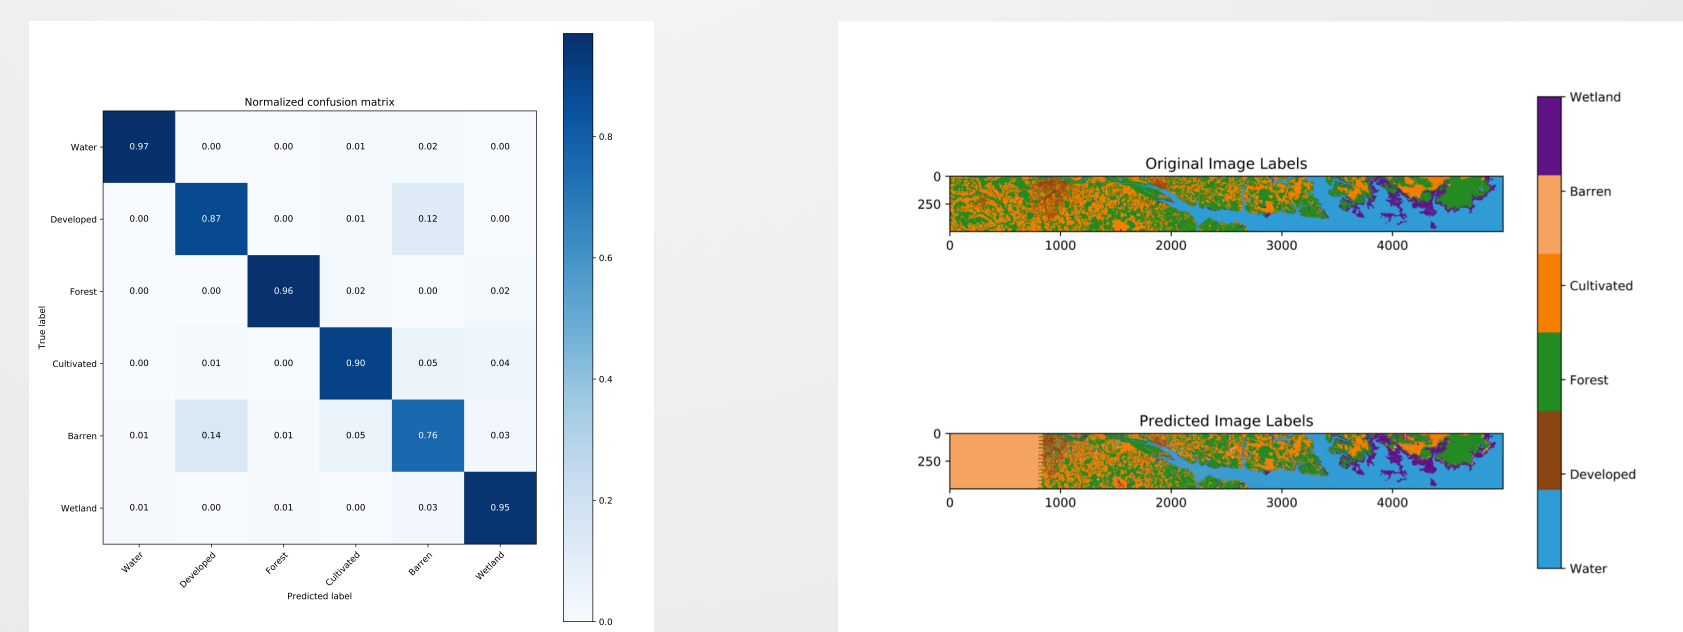 Normalized confusion matrix
True label
Water 0.97 0.00 0.00 0.01 0.02 0.00
Developed 0.00 0.87 0.00 0.01 0.12 0.00
Forest 0.00 0.00 0.96 0.02 0.00 0.02
Cultivated 0.00 0.01 0.00 0.90 0.05 0.04
Barren 0.01 0.14 0.01 0.05 0.76 0.03
Wetland 0.01 0.00 0.01 0.00 0.03 0.95
Water Developed Forest Cultivated Barren Wetland
Predicted label
0.8
0.6
0.4
0.2
0.0
Original Image Labels
0
250
0 1000 2000 3000 4000
Predicted Image Labels
0
250
0 1000 2000 3000 4000
Wetland
Barren
Cultivated
Forest
Developed
Water